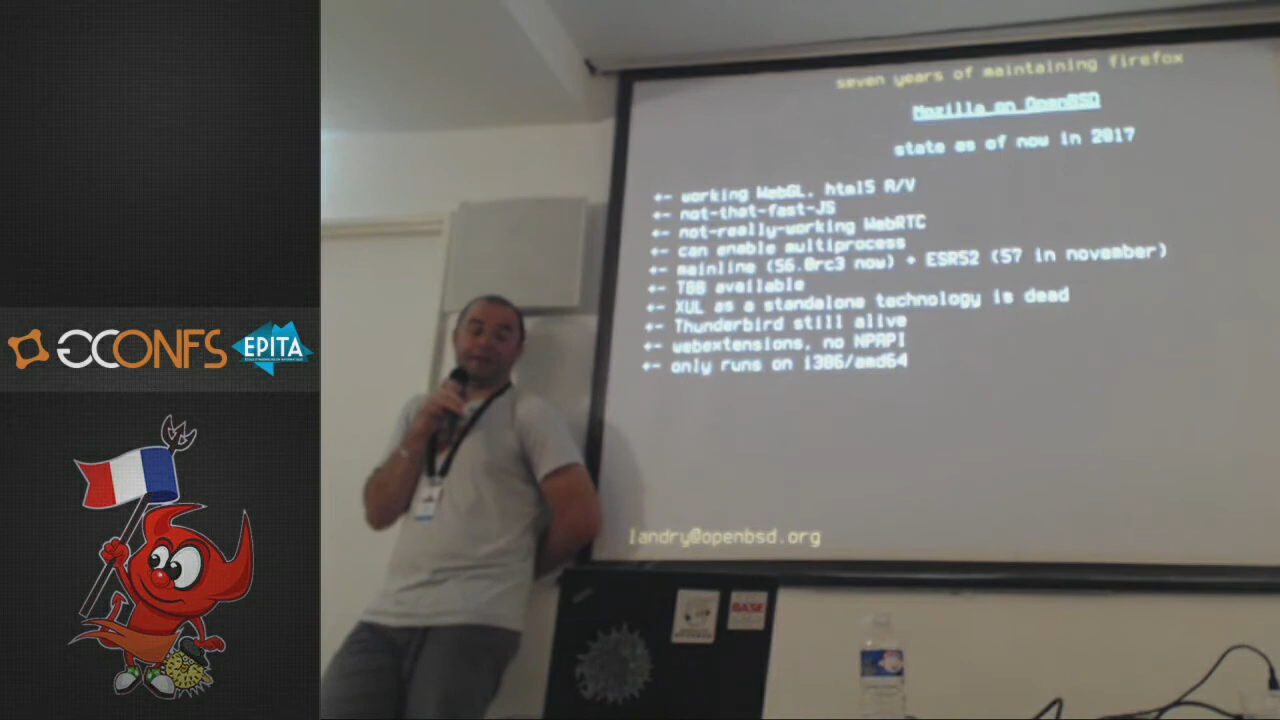 seven years of maintaining firefox
Mozilla on OpenBSD
state as of now in 2017
+- working WebGL, html5 A/V
+- not-that-fast-JS
+- not-really-working WebRTC
+- can enable multiprocess
+- mainline (56.0rc3 now) + ESR52 (57 in november)
+- TBB available
+- XUL as a standalone technology is dead
+- Thunderbird still alive
+- webextensions, no NPAPI
+- only runs on i386/amd64
landry@openbsd.org
GCONFS
EPITA
BASE